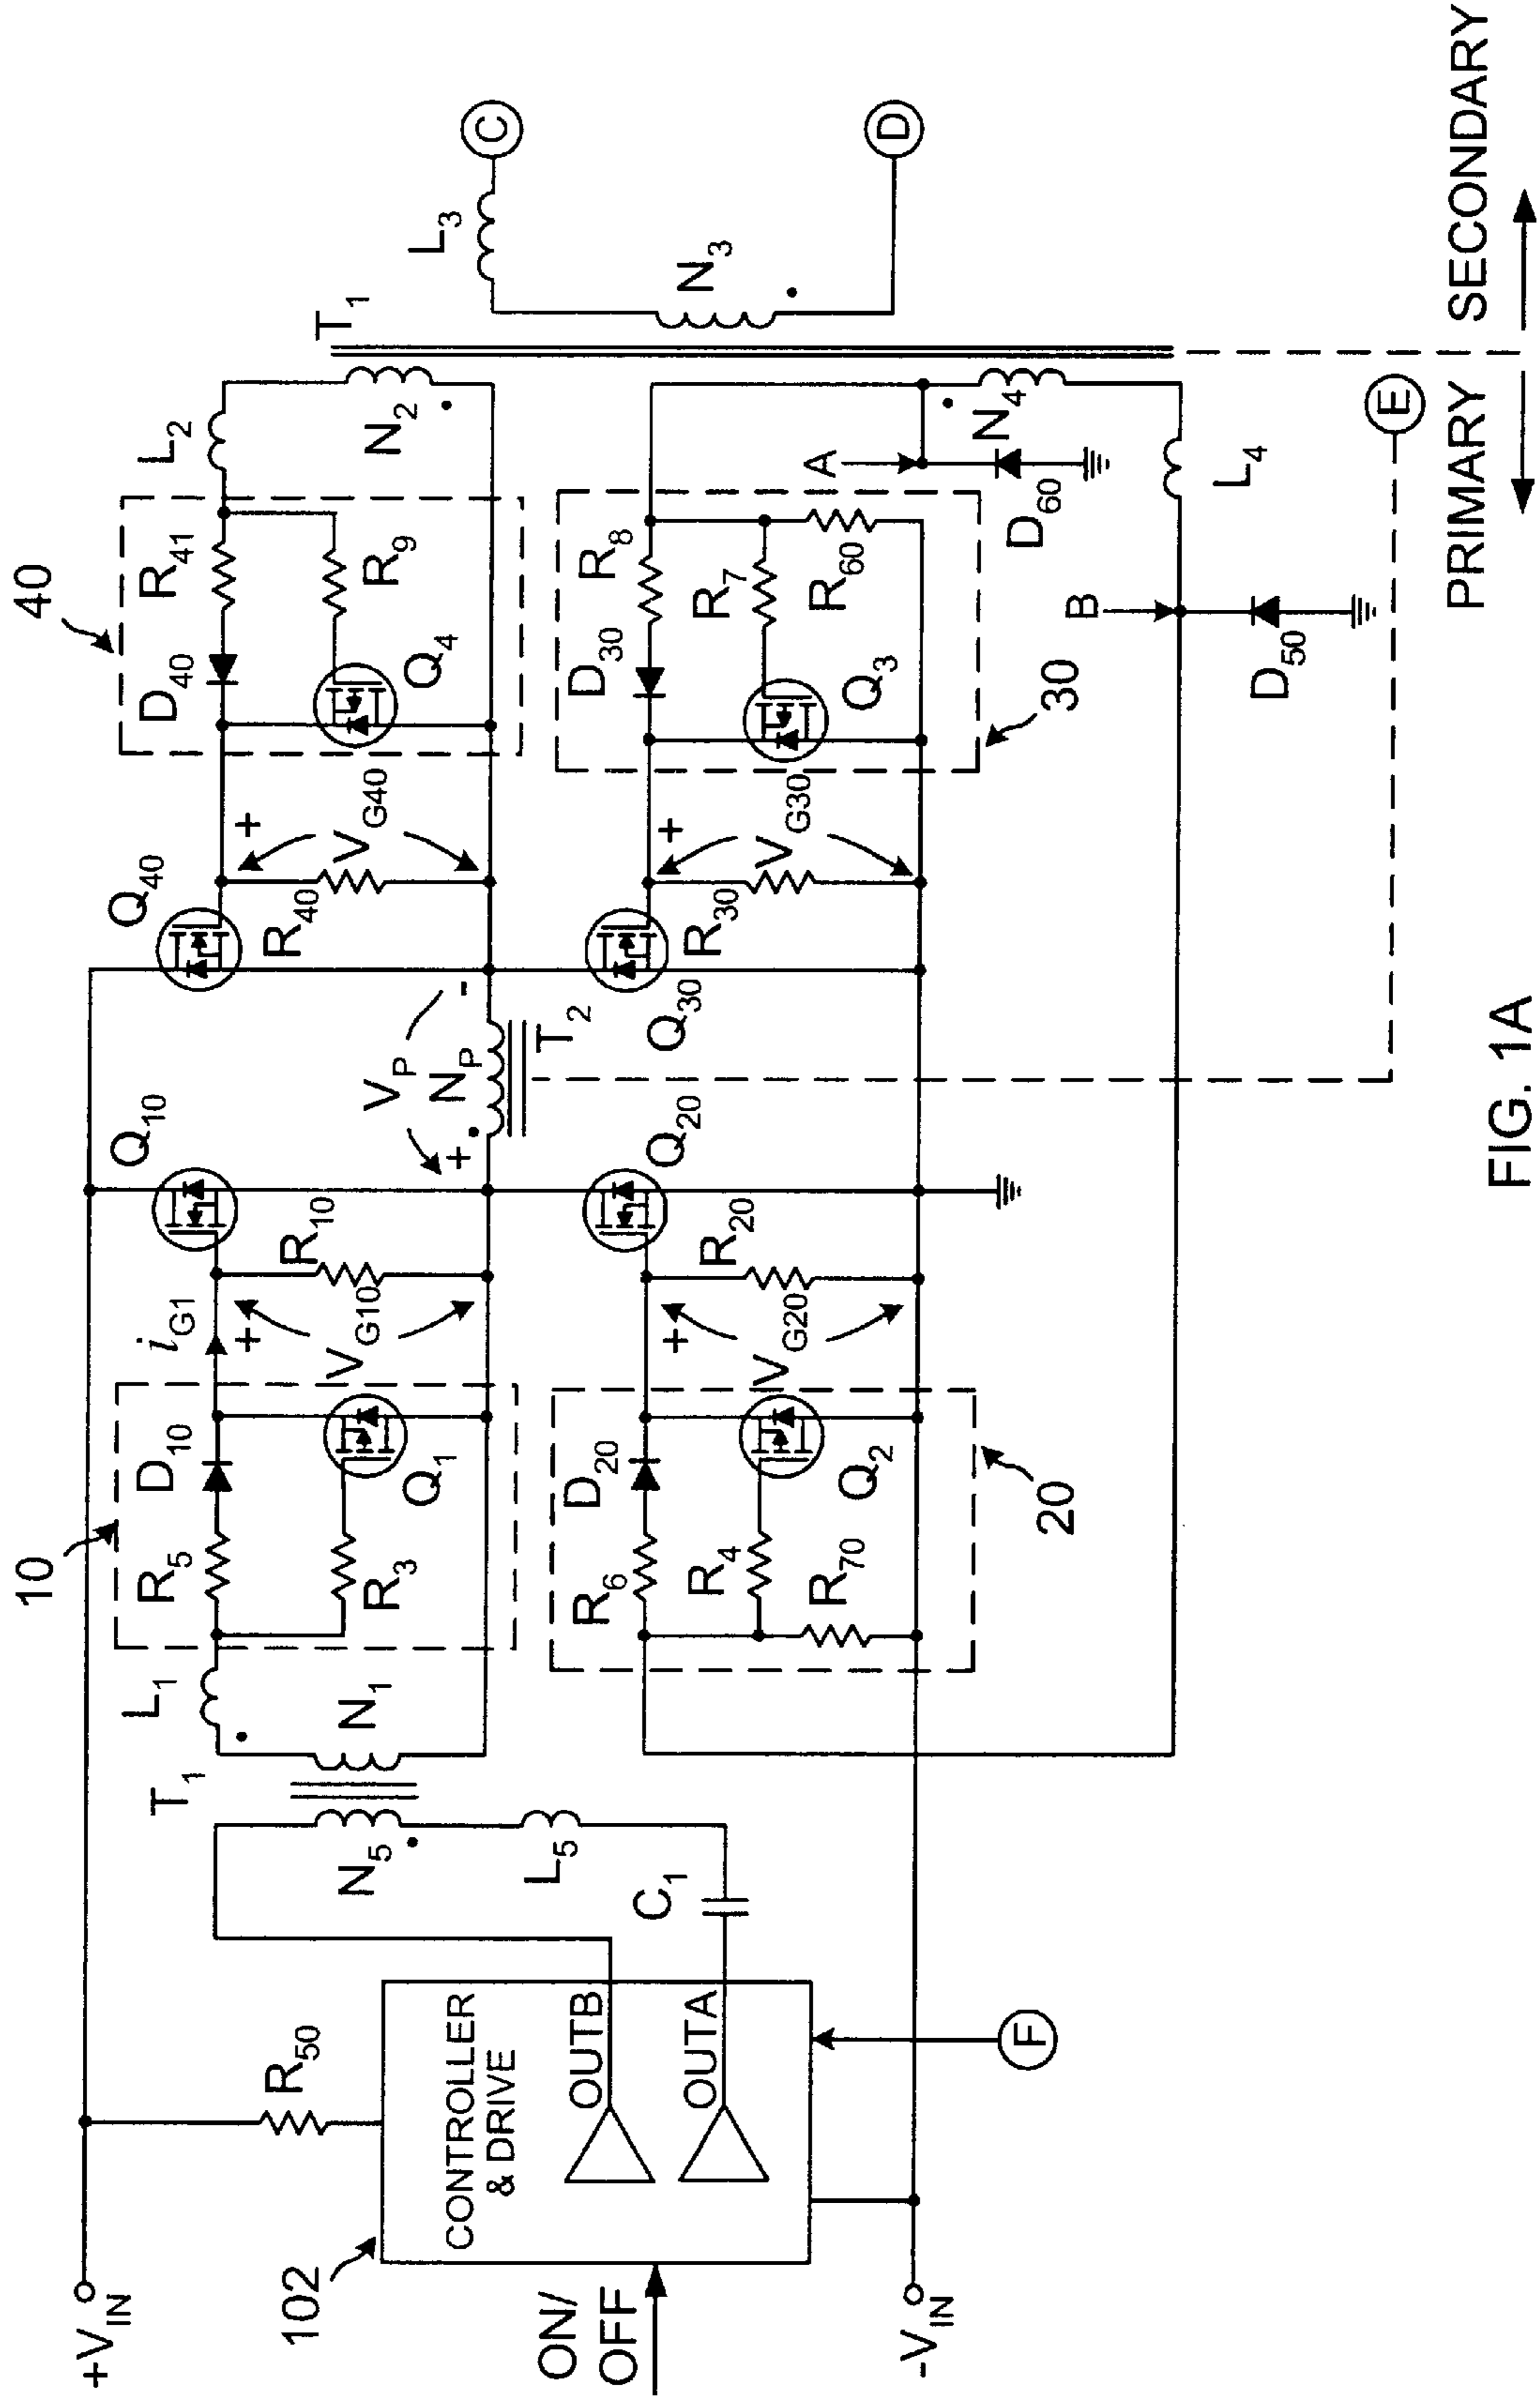 40
L2
T1
L3
C
R41
D40
R9
Q4
N2
N3
D
Q40
R40
+
VG40
R8
D30
R7
R60
Q3
A
N4
D60
30
B
D50
L4
E
PRIMARY
SECONDARY
Q10
VP
NP
+
-
T2
Q30
R30
+
VG30
10
R5
D10
iG1
+
VG10
R10
R3
Q1
Q20
R20
+
VG20
D20
R6
R4
R70
Q2
20
L1
T1
N1
N5
L5
C1
+VIN
R50
102
CONTROLLER
& DRIVE
OUTB
OUTA
ON/
OFF
F
-VIN
FIG. 1A